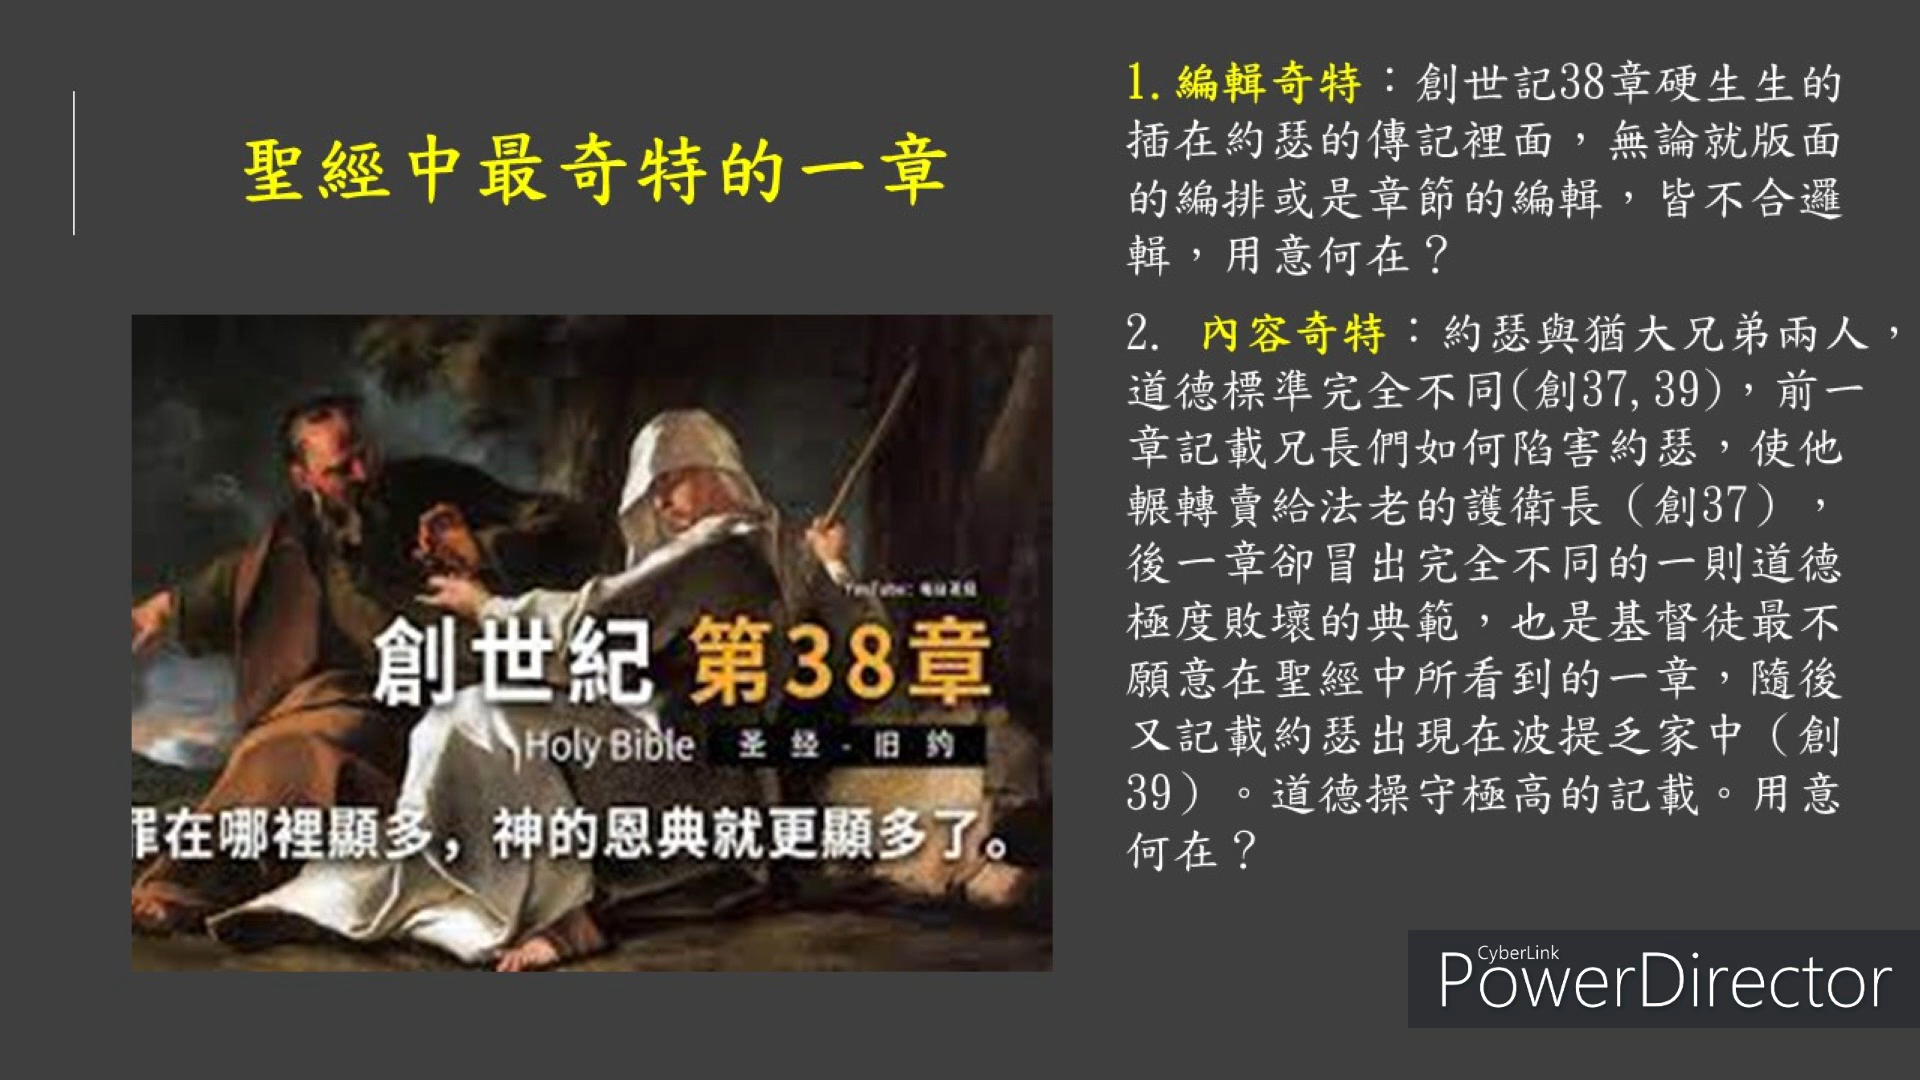 聖經中最奇特的一章
1.編輯奇特：創世記38章硬生生的
插在約瑟的傳記裡面，無論就版面
的編排或是章節的編輯，皆不合邏
輯，用意何在？
2. 內容奇特：約瑟與猶大兄弟兩人，
道德標準完全不同(創37,39)，前一
章記載兄長們如何陷害約瑟，使他
輾轉賣給法老的護衛長（創37），
後一章卻冒出完全不同的一則道德
極度敗壞的典範，也是基督徒最不
願意在聖經中所看到的一章，隨後
又記載約瑟出現在波提乏家中（創
39）。道德操守極高的記載。用意
何在？
YouTube:
創世紀 第38章
Holy Bible 圣经-旧约
罪在哪裡顯多，神的恩典就更顯多了。
CyberLink
PowerDirector